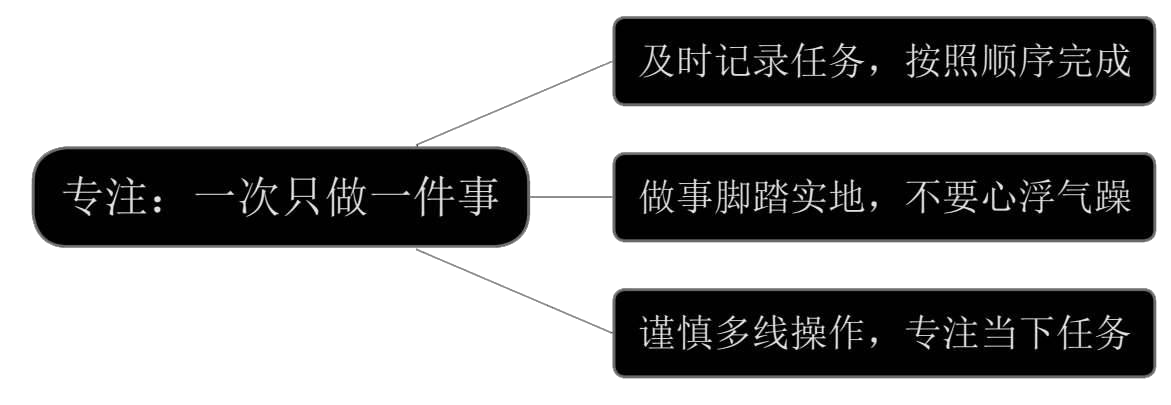 专注：一次只做一件事
及时记录任务，按照顺序完成
做事脚踏实地，不要心浮气躁
谨慎多线操作，专注当下任务